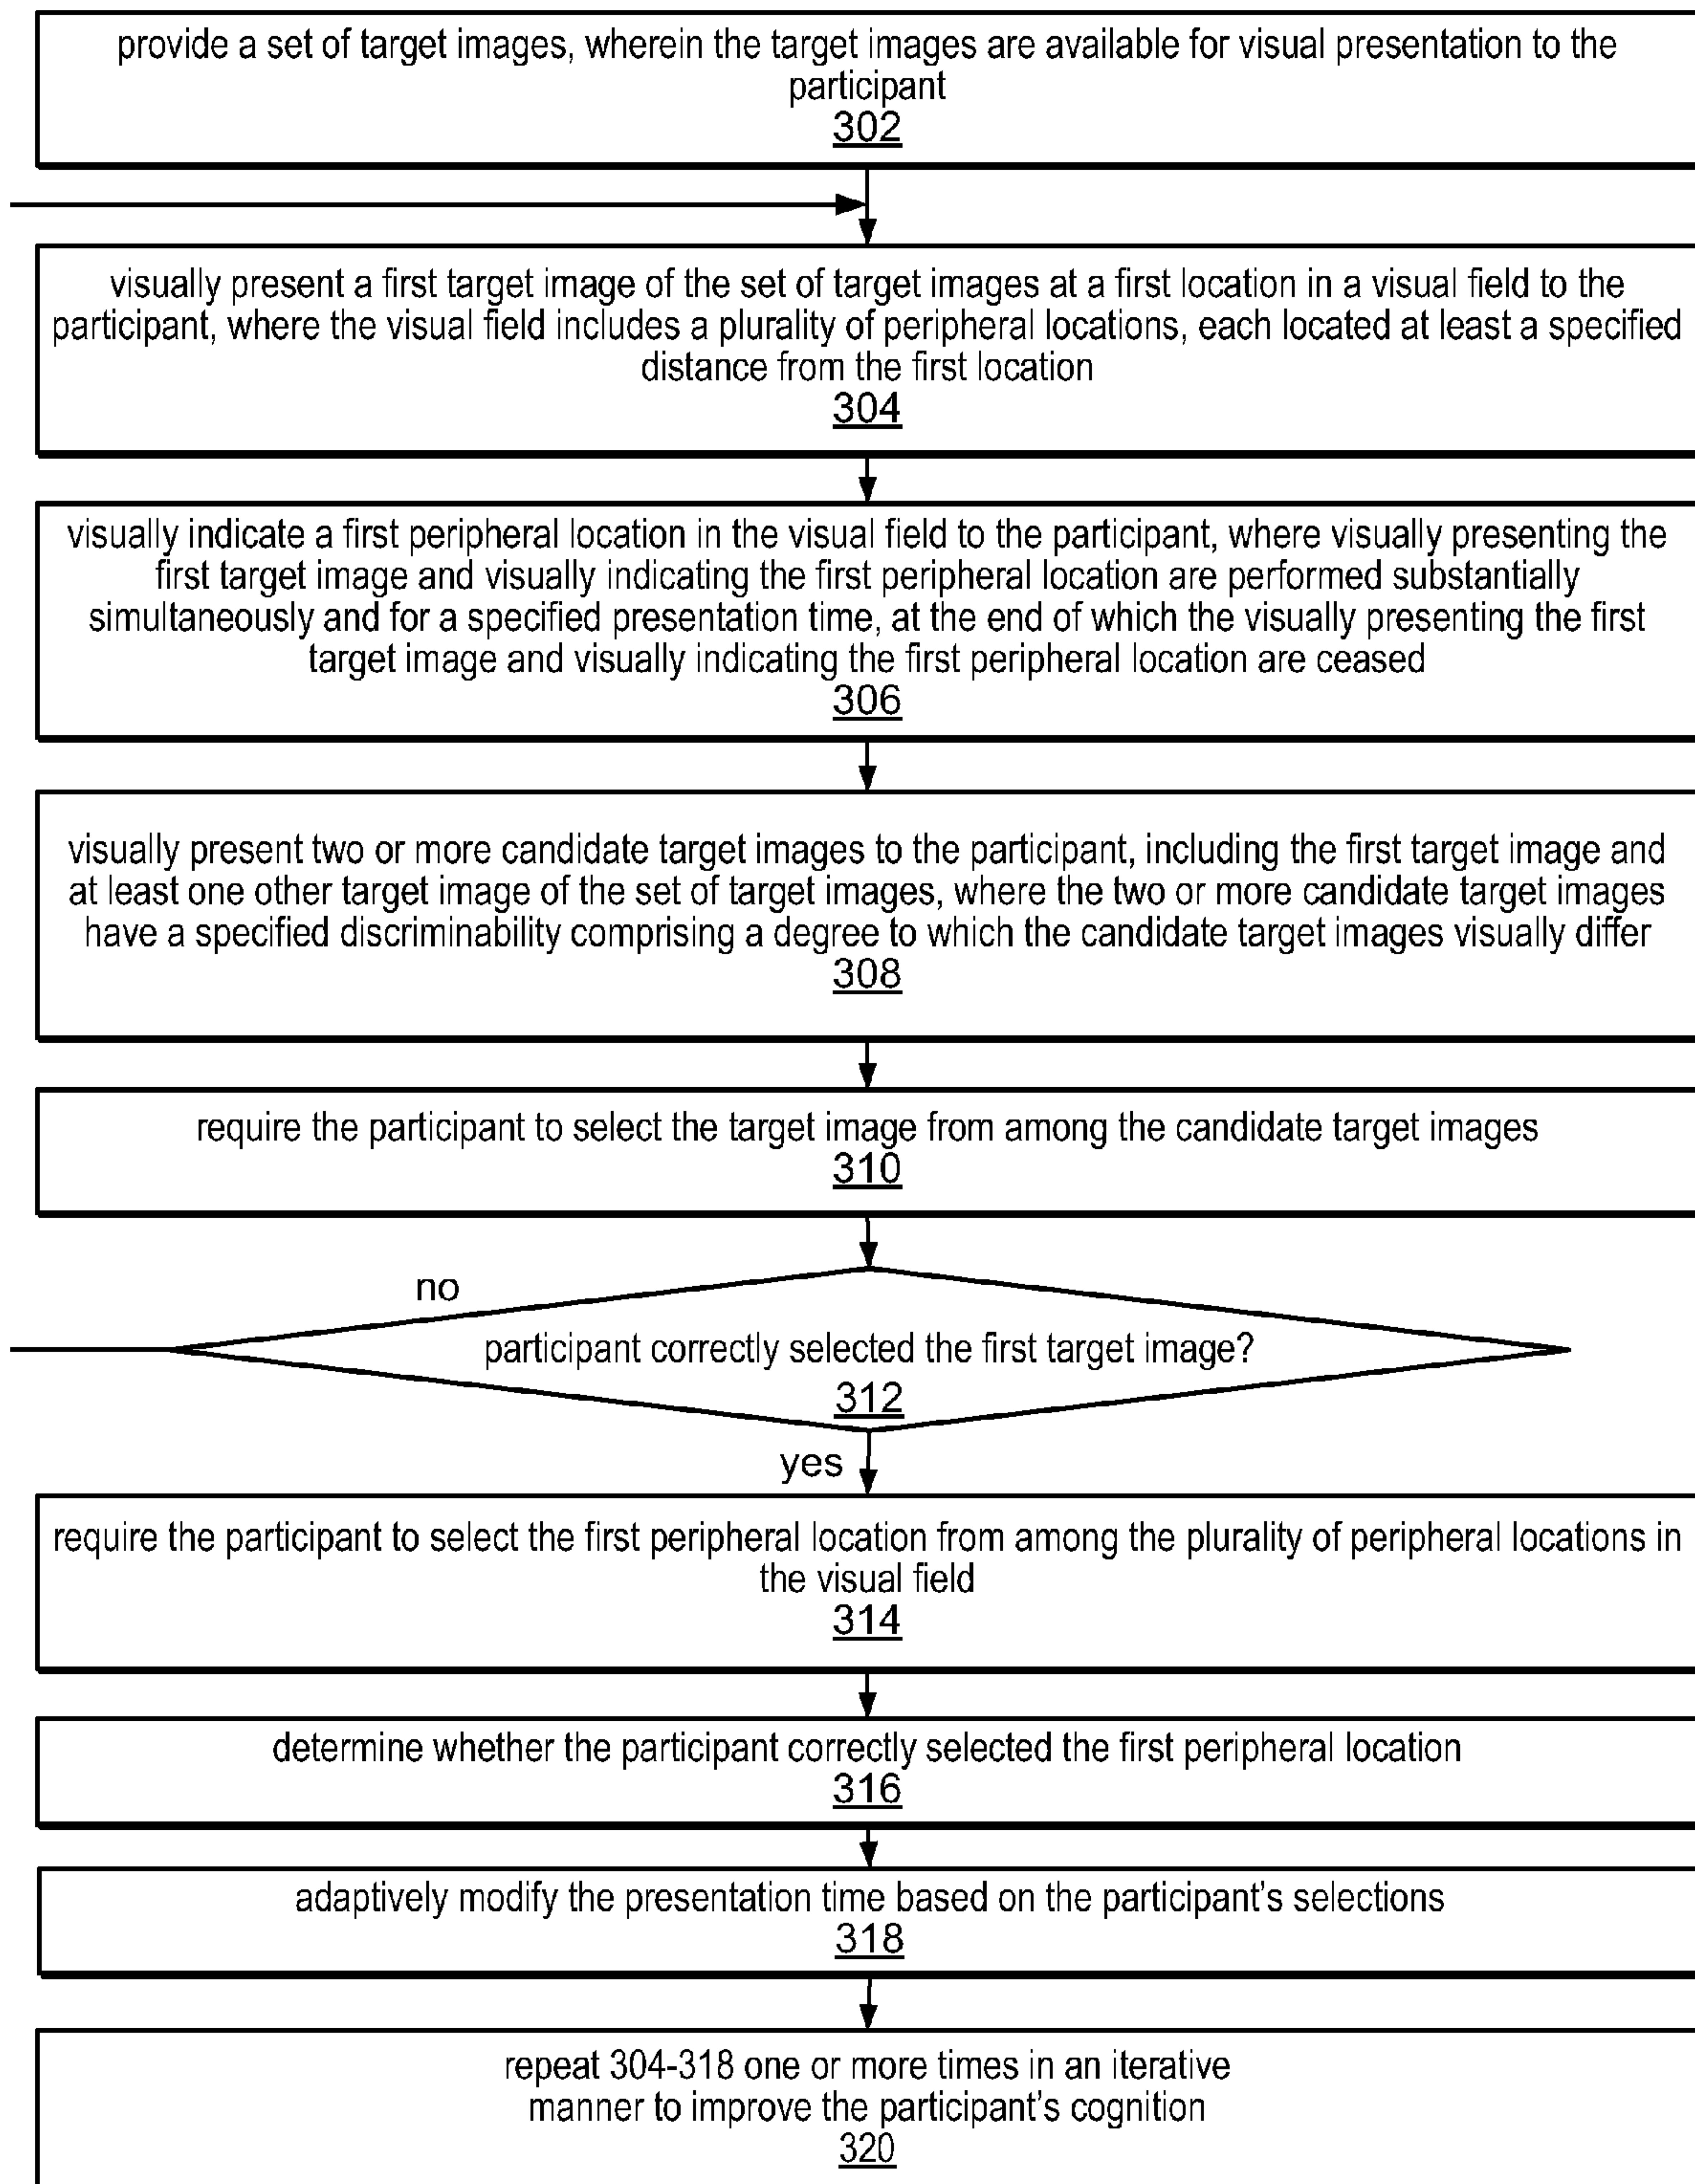 provide a set of target images, wherein the target images are available for visual presentation to the
participant
302
visually present a first target image of the set of target images at a first location in a visual field to the
participant, where the visual field includes a plurality of peripheral locations, each located at least a specified
distance from the first location
304
visually indicate a first peripheral location in the visual field to the participant, where visually presenting the
first target image and visually indicating the first peripheral location are performed substantially
simultaneously and for a specified presentation time, at the end of which the visually presenting the first
target image and visually indicating the first peripheral location are ceased
306
visually present two or more candidate target images to the participant, including the first target image and
at least one other target image of the set of target images, where the two or more candidate target images
have a specified discriminability comprising a degree to which the candidate target images visually differ
308
require the participant to select the target image from among the candidate target images
310
no
participant correctly selected the first target image?
312
yes
require the participant to select the first peripheral location from among the plurality of peripheral locations in
the visual field
314
determine whether the participant correctly selected the first peripheral location
316
adaptively modify the presentation time based on the participant's selections
318
repeat 304-318 one or more times in an iterative
manner to improve the participant's cognition
320